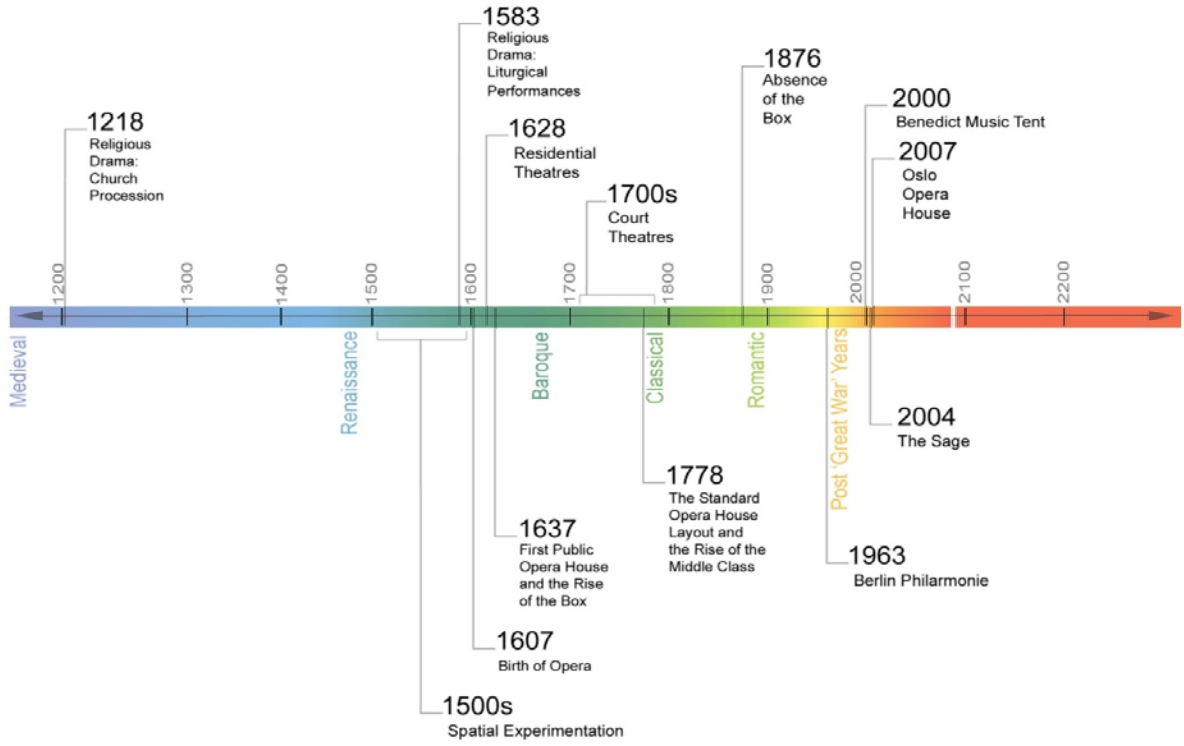 1583
Religious
Drama:
Liturgical
Performances
1876
Absence
of the
Box
2000
Benedict Music Tent
1218
Religious
Drama:
Church
Procession
1628
Residential
Theatres
2007
Oslo
Opera
House
1700s
Court
Theatres
1200
1300
1400
1500
1600
1700
1800
1900
2000
2100
2200
Medieval
Renaissance
Baroque
Classical
Romantic
Post 'Great War' Years
2004
The Sage
1778
The Standard
Opera House
Layout and
the Rise of the
Middle Class
1637
First Public
Opera House
and the Rise
of the Box
1963
Berlin Philarmonie
1607
Birth of Opera
1500s
Spatial Experimentation